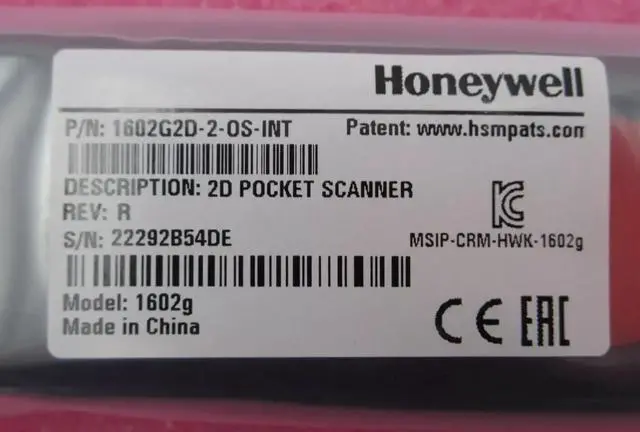 Honeywell
P/N: 1602G2D-2-OS-INT Patent: www.hsmpats.com
DESCRIPTION: 2D POCKET SCANNER
REV: R
S/N: 22292B54DE
MSIP-CRM-HWK-1602g
Model: 1602g
Made in China
CE EAC